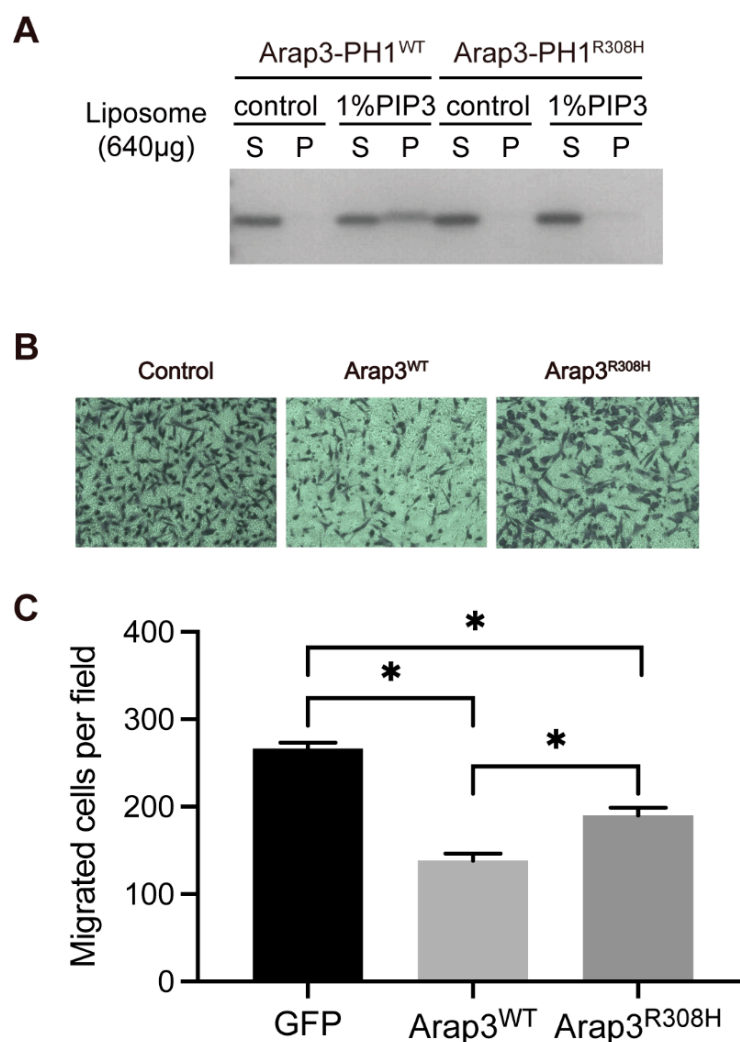 A
Arap3-PH1WT Arap3-PH1R308H
Liposome
(640µg)
control 1%PIP3 control 1%PIP3
S P S P S P S P
B
Control Arap3WT Arap3R308H
C
Migrated cells per field
400
300
200
100
0
* * *
GFP Arap3WT Arap3R308H